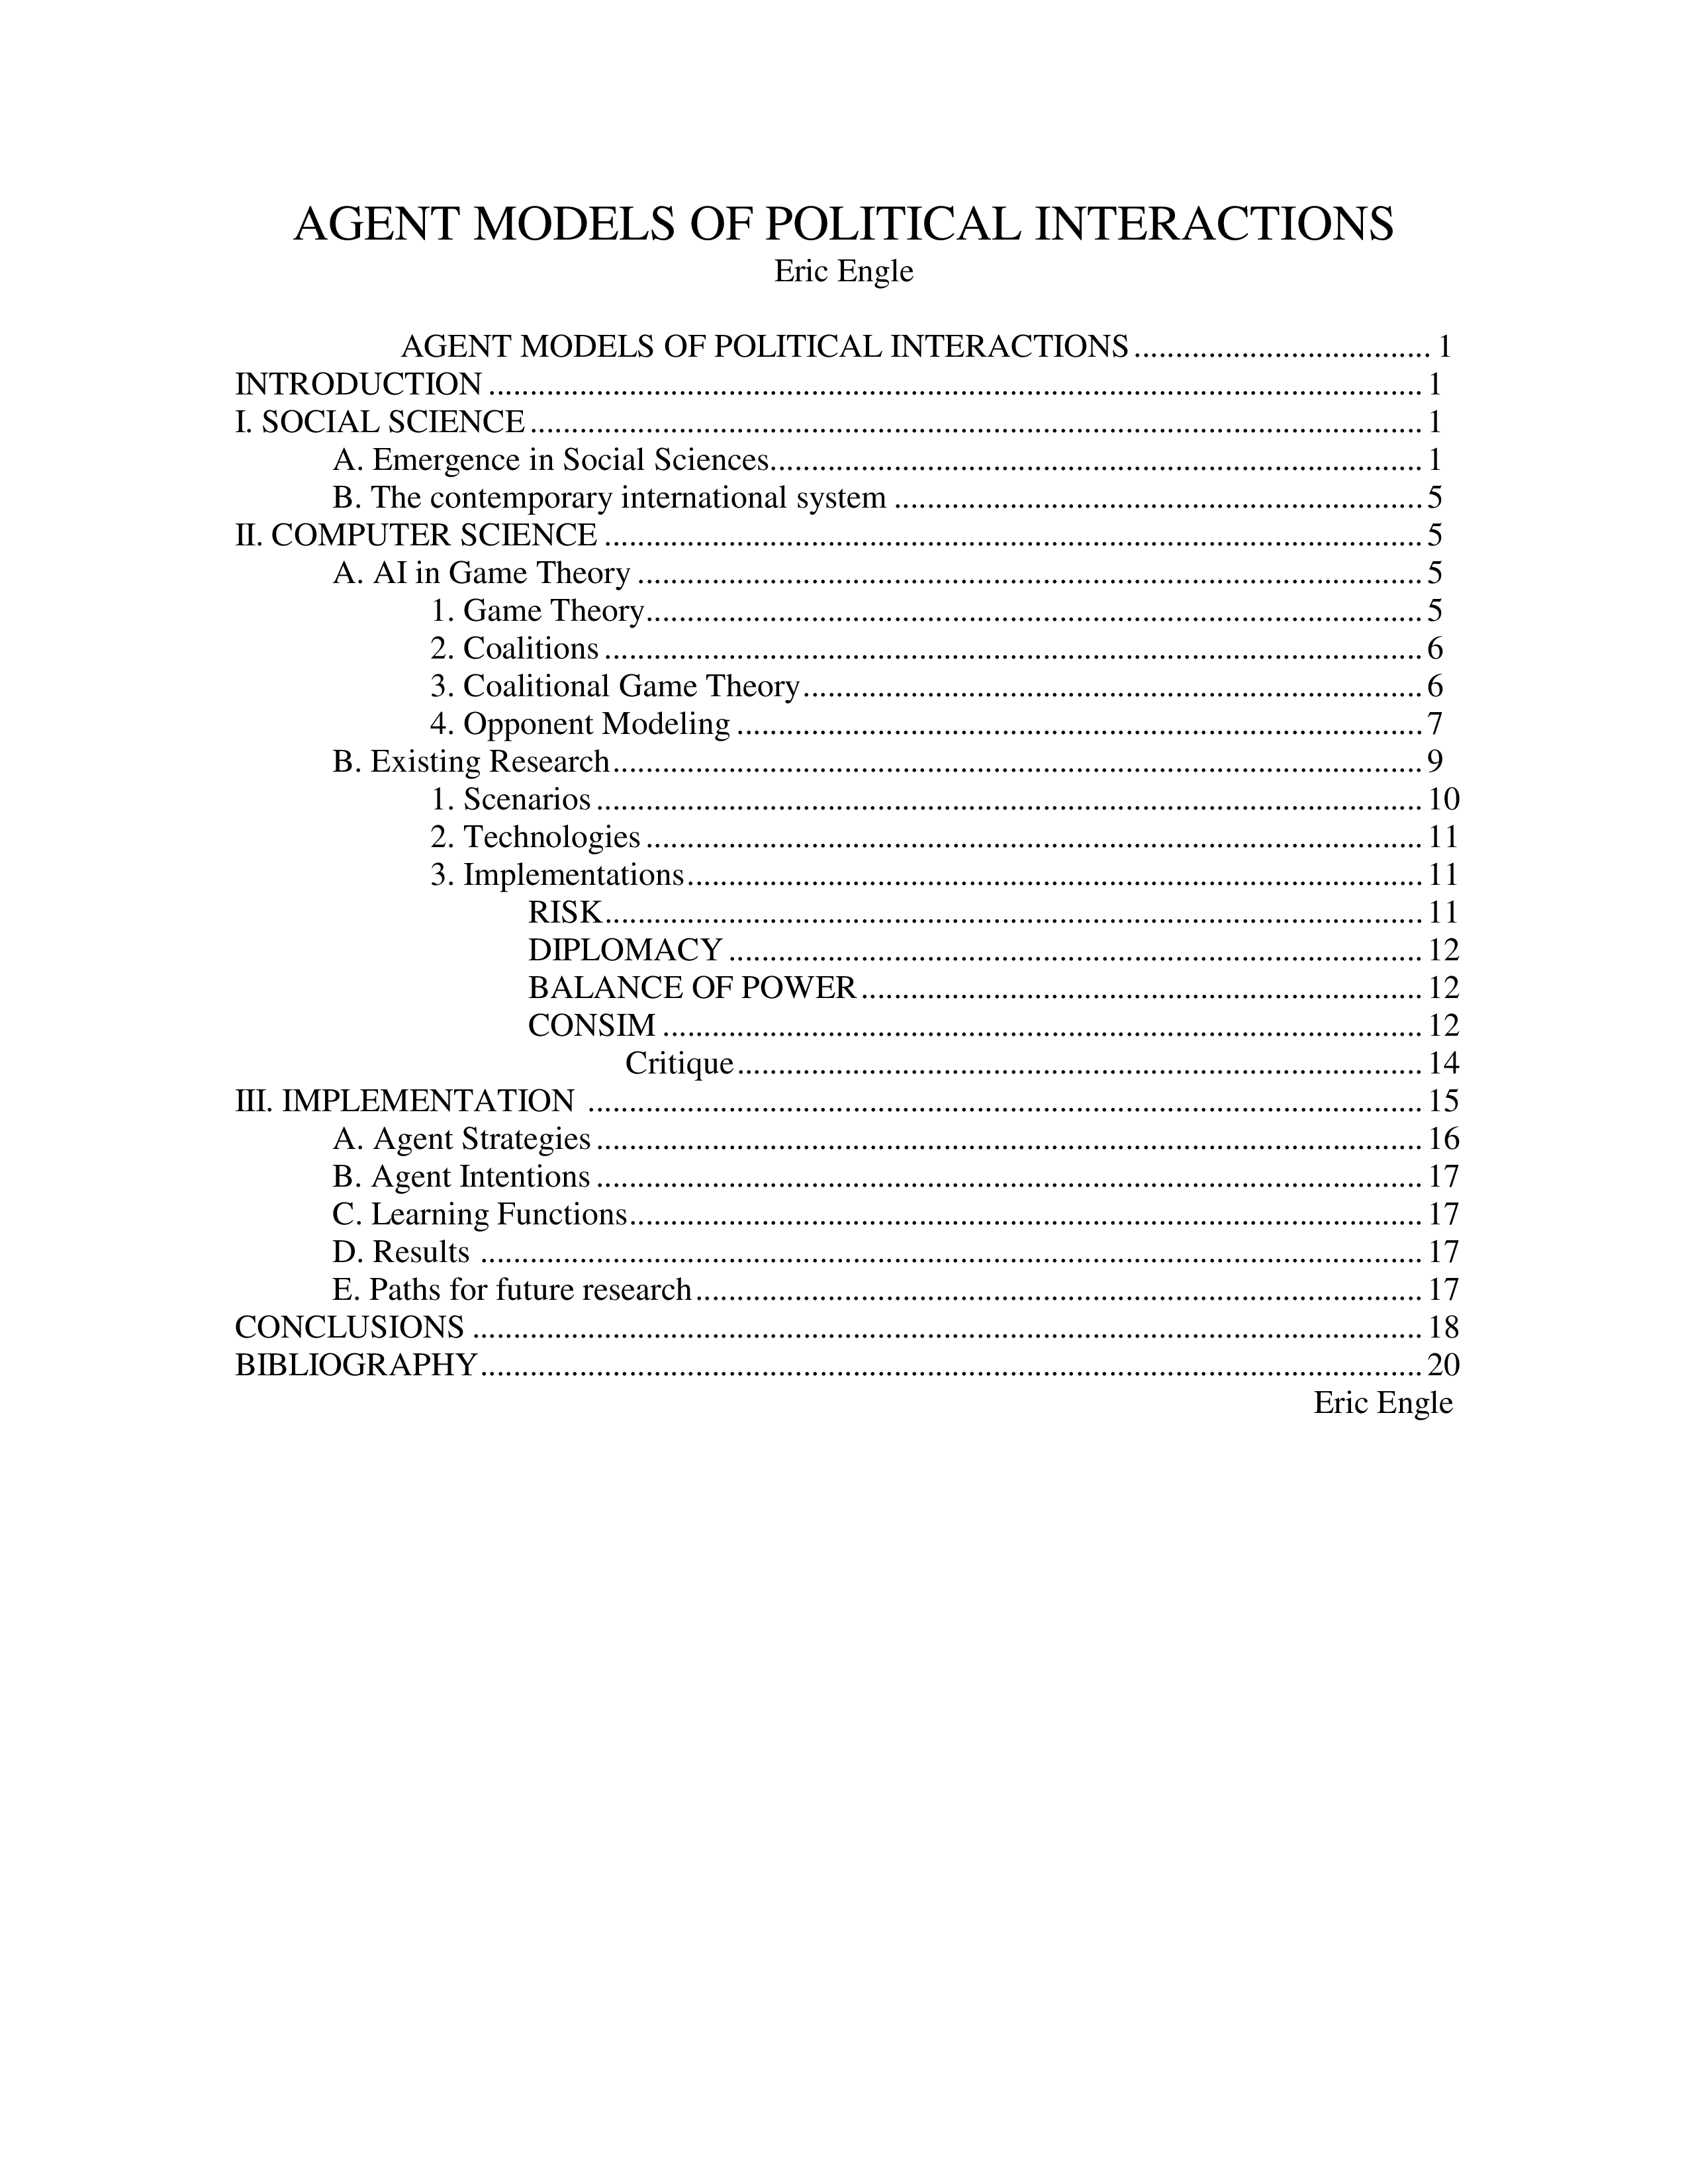 AGENT MODELS OF POLITICAL INTERACTIONS
Eric Engle
AGENT MODELS OF POLITICAL INTERACTIONS.................................... 1
INTRODUCTION ................................................................................................................. 1
I. SOCIAL SCIENCE............................................................................................................ 1
A. Emergence in Social Sciences............................................................................... 1
B. The contemporary international system ................................................................ 5
II. COMPUTER SCIENCE ................................................................................................... 5
A. AI in Game Theory ............................................................................................... 5
1. Game Theory.............................................................................................. 5
2. Coalitions ................................................................................................... 6
3. Coalitional Game Theory........................................................................... 6
4. Opponent Modeling ................................................................................... 7
B. Existing Research.................................................................................................. 9
1. Scenarios .................................................................................................... 10
2. Technologies .............................................................................................. 11
3. Implementations......................................................................................... 11
RISK................................................................................................... 11
DIPLOMACY .................................................................................... 12
BALANCE OF POWER.................................................................... 12
CONSIM ............................................................................................ 12
Critique................................................................................... 14
III. IMPLEMENTATION ..................................................................................................... 15
A. Agent Strategies .................................................................................................... 16
B. Agent Intentions .................................................................................................... 17
C. Learning Functions................................................................................................ 17
D. Results .................................................................................................................. 17
E. Paths for future research........................................................................................ 17
CONCLUSIONS ................................................................................................................... 18
BIBLIOGRAPHY.................................................................................................................. 20
Eric Engle